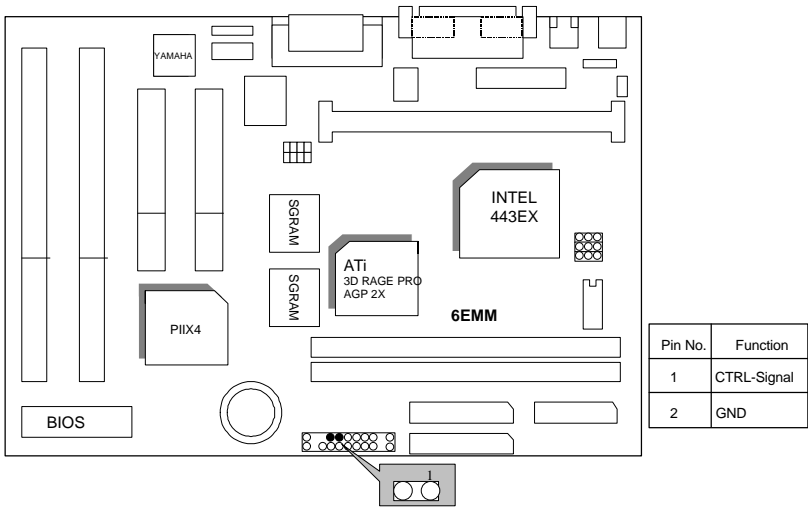 YAMAHA
INTEL
443EX
SGRAM
SGRAM
ATi
3D RAGE PRO
AGP 2X
6EMM
PIIX4
BIOS
1
Pin No. Function
1 CTRL-Signal
2 GND